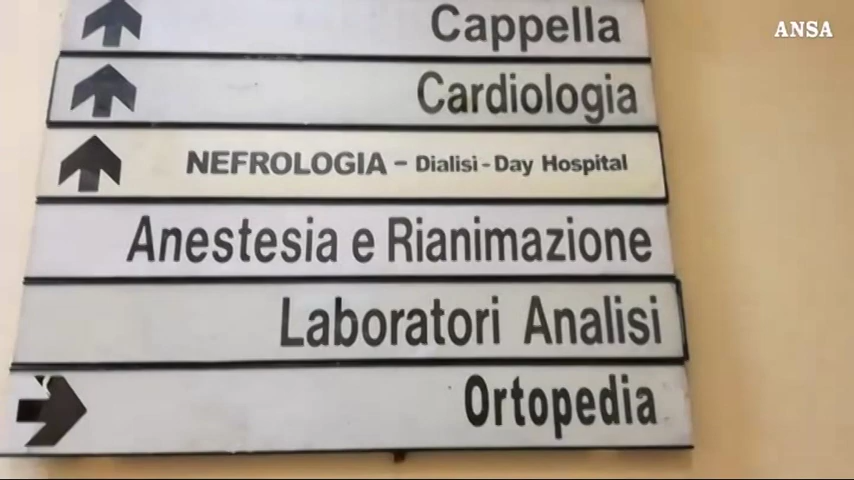 ANSA
Cappella
Cardiologia
NEFROLOGIA - Dialisi - Day Hospital
Anestesia e Rianimazione
Laboratori Analisi
Ortopedia